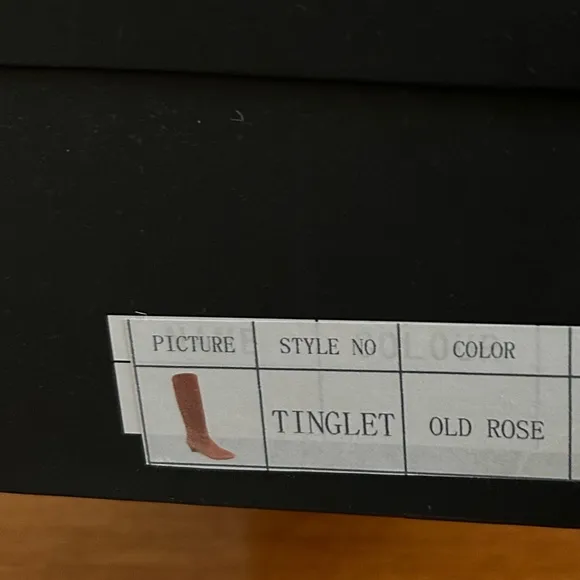 PICTURE STYLE NO COLOR
TINGLET OLD ROSE